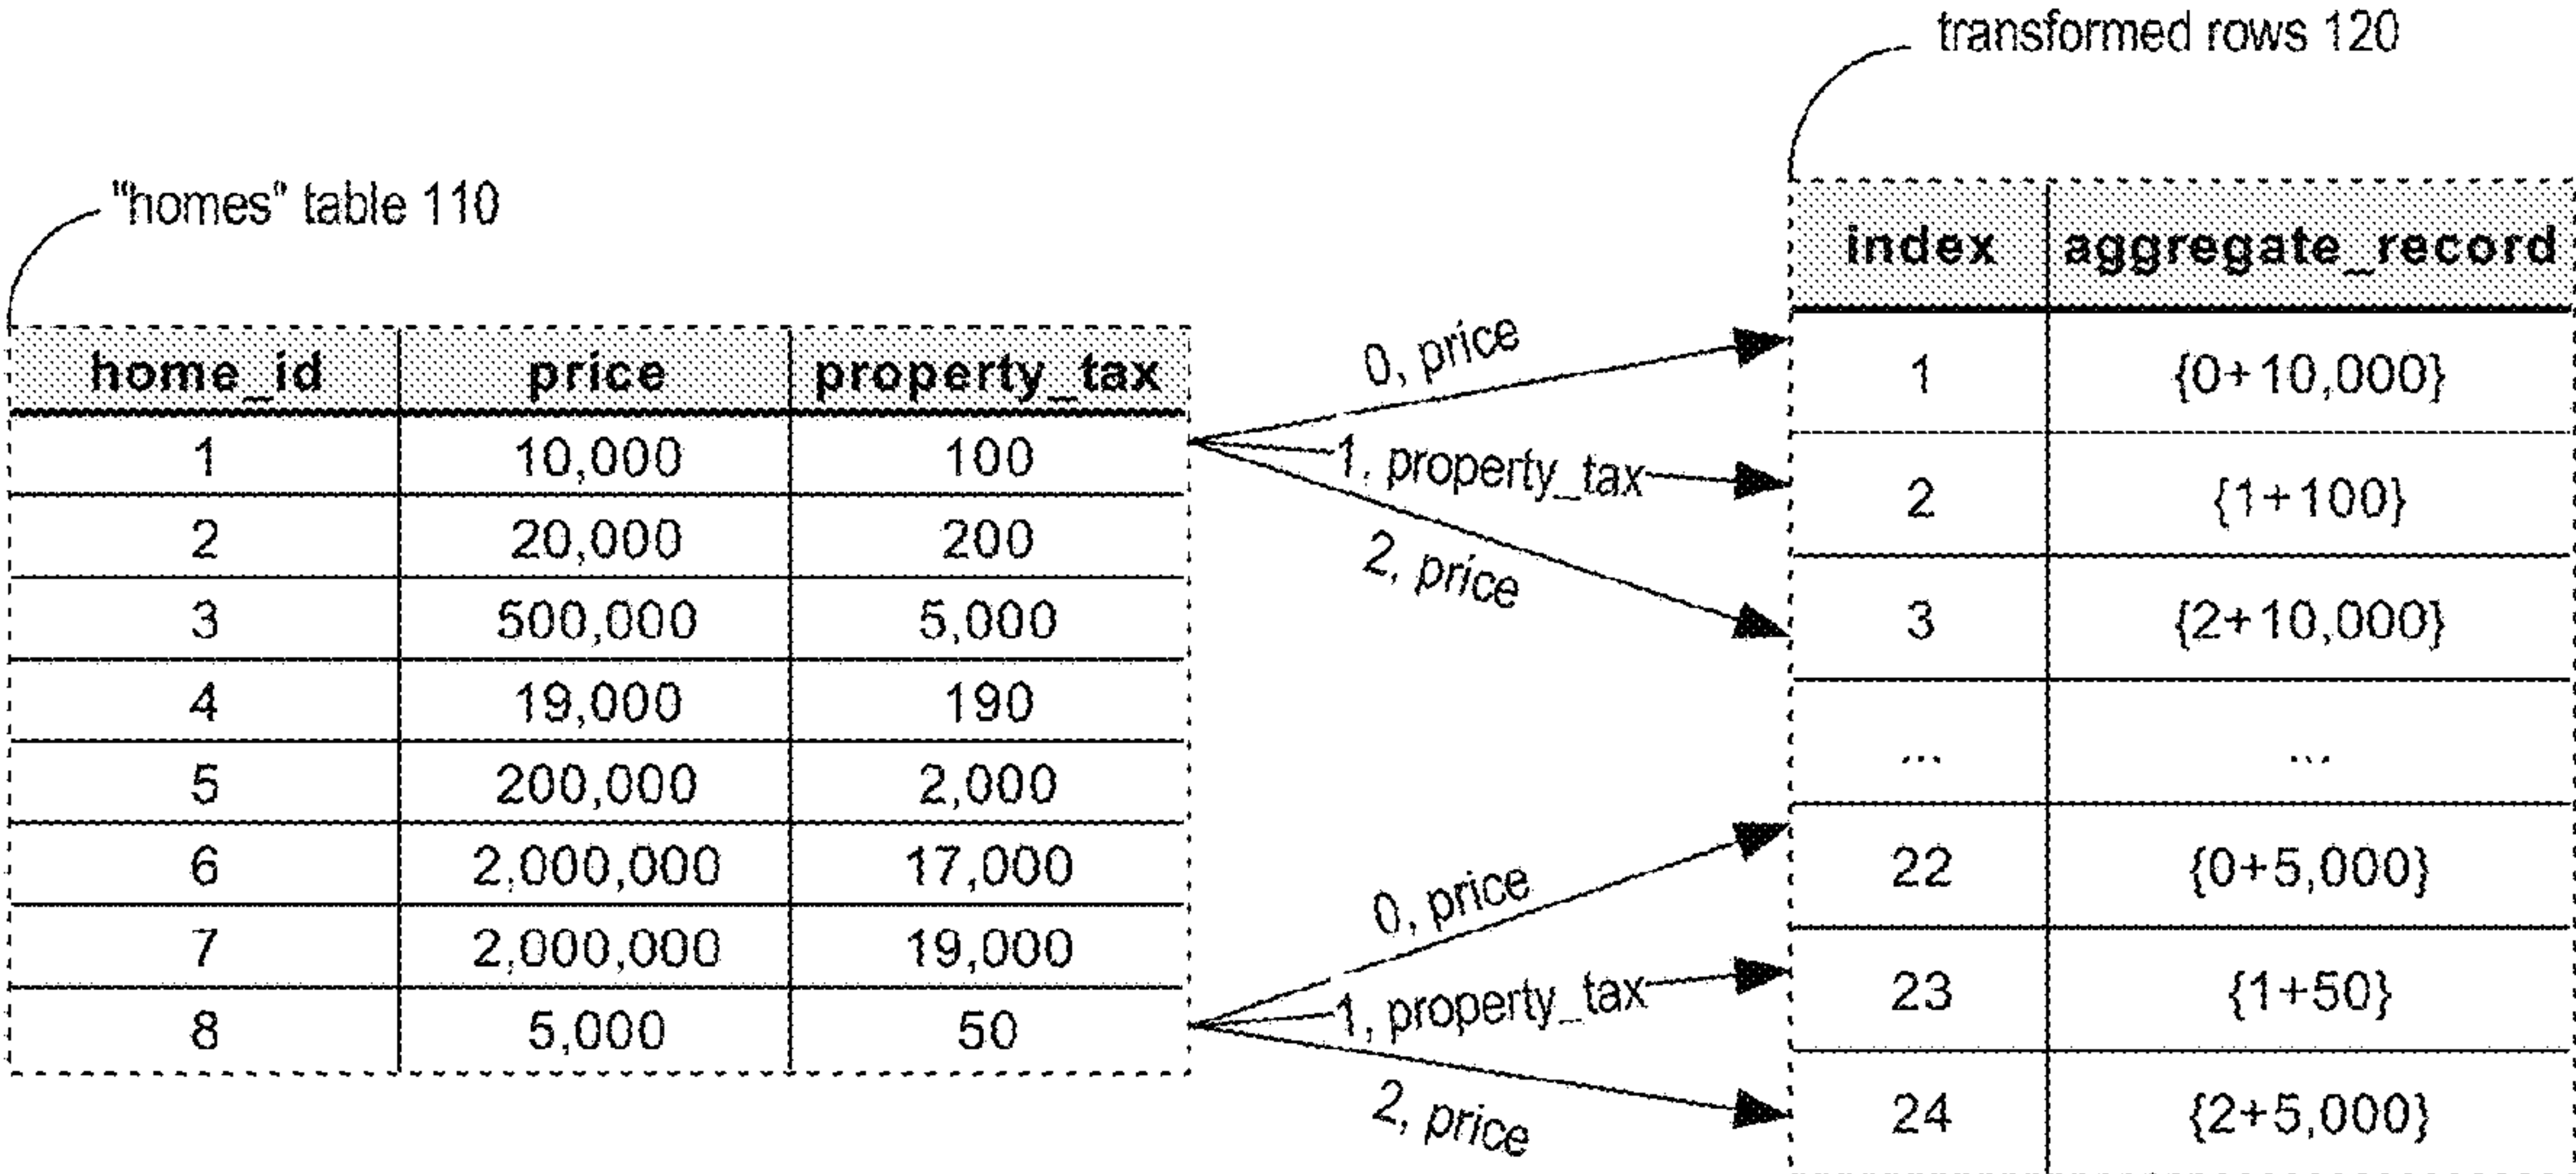 transformed rows 120
"homes" table 110
index aggregate_record
home_id price property_tax
0, price
1 {0+10,000}
1 10,000 100
1, property_tax
2 {1+100}
2 20,000 200
2, price
3 {2+10,000}
3 500,000 5,000
4 19,000 190
... ...
5 200,000 2,000
6 2,000,000 17,000
0, price
22 {0+5,000}
7 2,000,000 19,000
1, property_tax
23 {1+50}
8 5,000 50
2, price
24 {2+5,000}